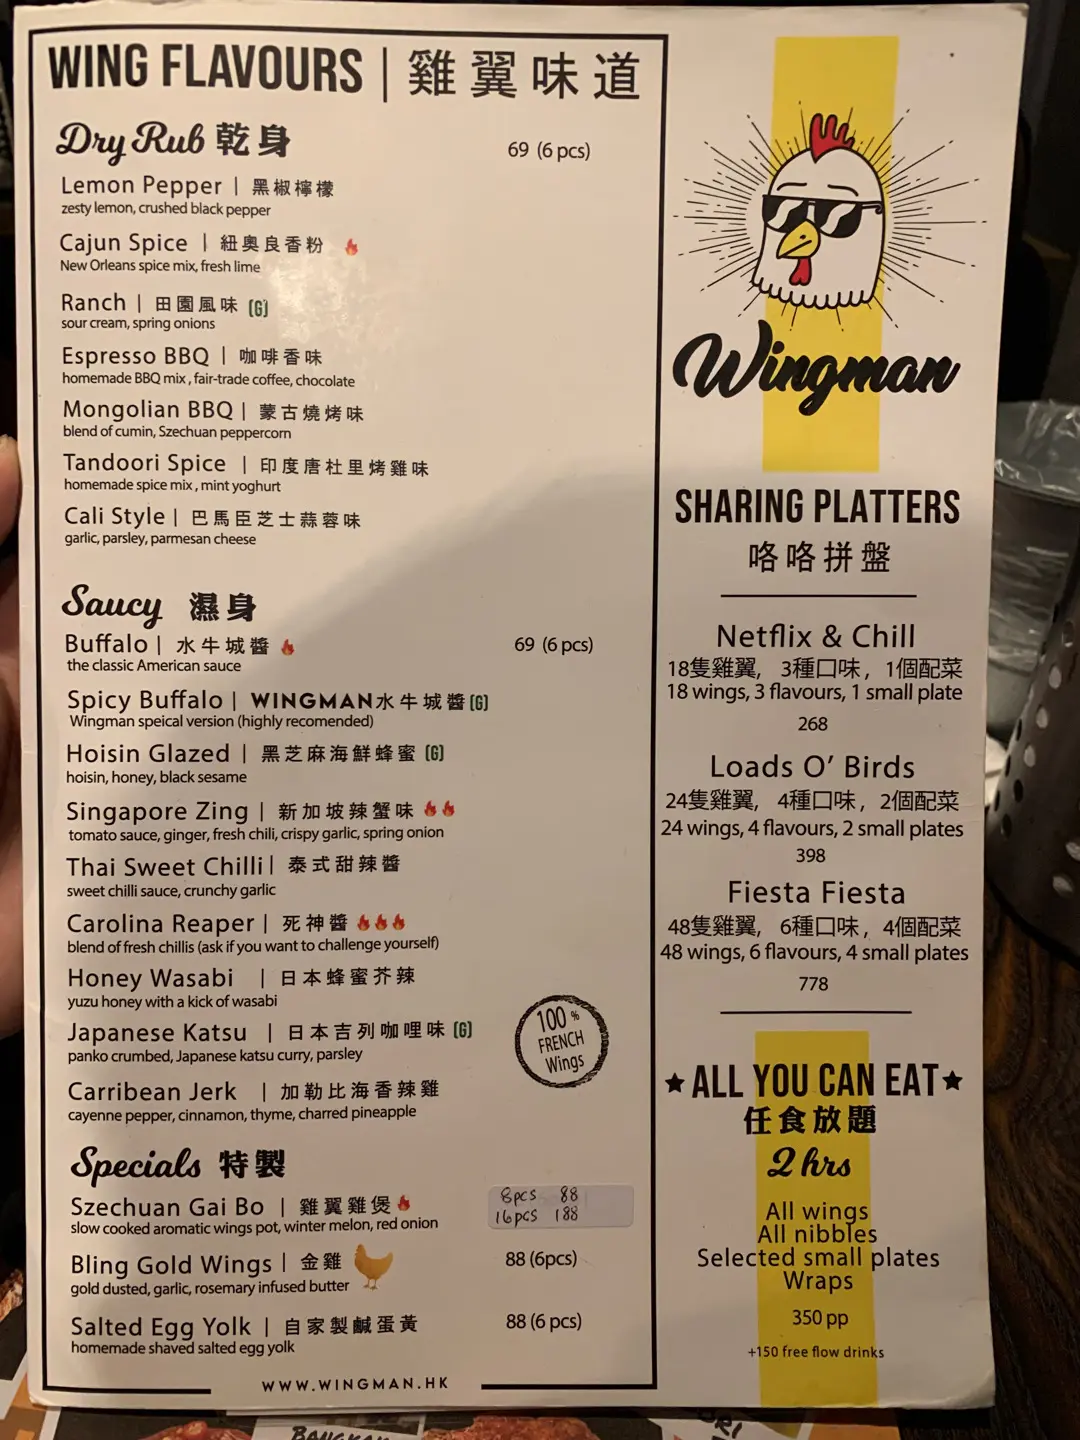 WING FLAVOURS | 雞翼味道
Dry Rub 乾身
69 (6 pcs)
Lemon Pepper | 黑椒檸檬
zesty lemon, crushed black pepper
Cajun Spice | 紐奧良香粉
New Orleans spice mix, fresh lime
Ranch | 田園風味 (G)
sour cream, spring onions
Espresso BBQ | 咖啡香味
homemade BBQ mix , fair-trade coffee, chocolate
Mongolian BBQ | 蒙古燒烤味
blend of cumin, Szechuan peppercorn
Tandoori Spice | 印度唐杜里烤雞味
homemade spice mix , mint yoghurt
Cali Style | 巴馬臣芝士蒜蓉味
garlic, parsley, parmesan cheese
Saucy 濕身
Buffalo | 水牛城醬
69 (6 pcs)
the classic American sauce
Spicy Buffalo | WINGMAN水牛城醬 (G)
Wingman speical version (highly recomended)
Hoisin Glazed | 黑芝麻海鮮蜂蜜 (G)
hoisin, honey, black sesame
Singapore Zing | 新加坡辣蟹味
tomato sauce, ginger, fresh chili, crispy garlic, spring onion
Thai Sweet Chilli | 泰式甜辣醬
sweet chilli sauce, crunchy garlic
Carolina Reaper | 死神醬
blend of fresh chillis (ask if you want to challenge yourself)
Honey Wasabi | 日本蜂蜜芥辣
yuzu honey with a kick of wasabi
Japanese Katsu | 日本吉列咖哩味 (G)
panko crumbed, Japanese katsu curry, parsley
Carribean Jerk | 加勒比海香辣雞
cayenne pepper, cinnamon, thyme, charred pineapple
100 %
FRENCH
Wings
Specials 特製
Szechuan Gai Bo | 雞翼雞煲
8pcs 88
16pcs 188
slow cooked aromatic wings pot, winter melon, red onion
Bling Gold Wings | 金雞
88 (6pcs)
gold dusted, garlic, rosemary infused butter
Salted Egg Yolk | 自家製鹹蛋黃
88 (6 pcs)
homemade shaved salted egg yolk
WWW.WINGMAN.HK
Wingman
SHARING PLATTERS
咯咯拼盤
Netflix & Chill
18隻雞翼, 3種口味, 1個配菜
18 wings, 3 flavours, 1 small plate
268
Loads O' Birds
24隻雞翼, 4種口味, 2個配菜
24 wings, 4 flavours, 2 small plates
398
Fiesta Fiesta
48隻雞翼, 6種口味, 4個配菜
48 wings, 6 flavours, 4 small plates
778
ALL YOU CAN EAT
任食放題
2 hrs
All wings
All nibbles
Selected small plates
Wraps
350 pp
+150 free flow drinks